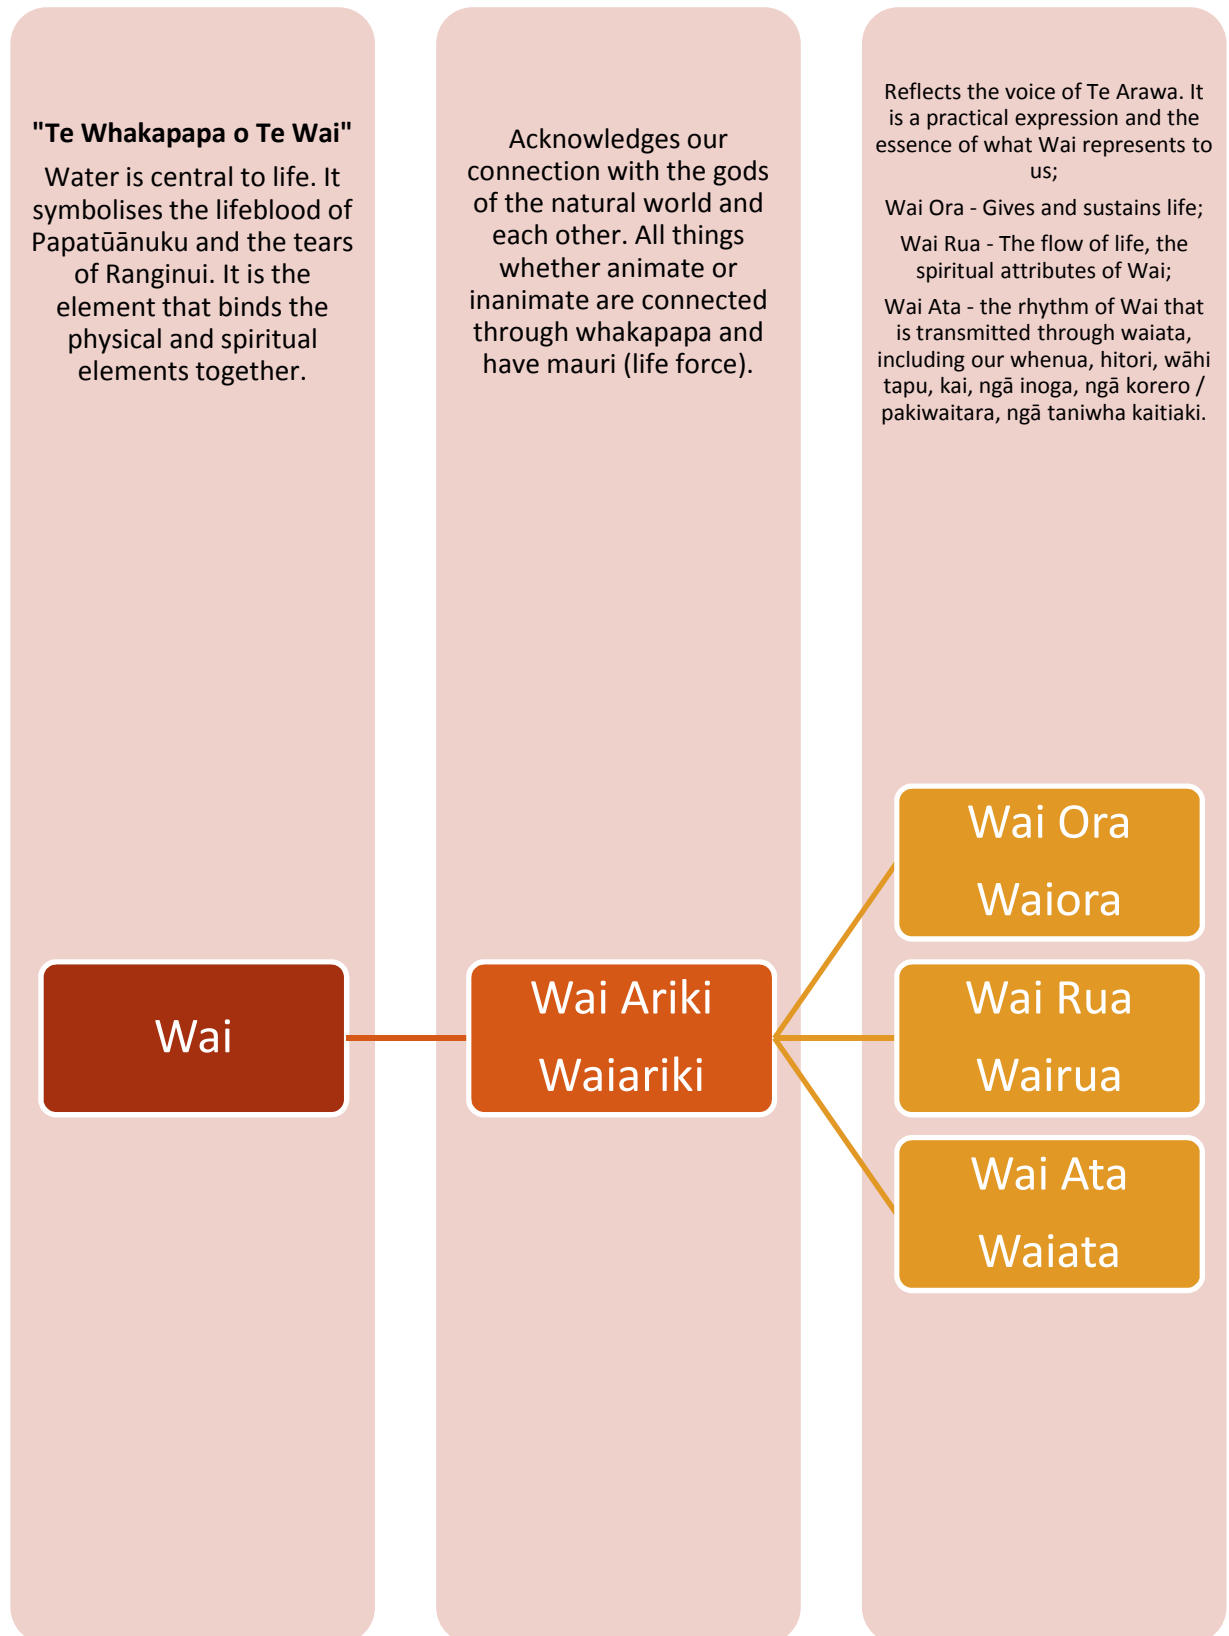 "Te Whakapapa o Te Wai"
Water is central to life. It
symbolises the lifeblood of
Papatūānuku and the tears
of Ranginui. It is the
element that binds the
physical and spiritual
elements together.
Acknowledges our
connection with the gods
of the natural world and
each other. All things
whether animate or
inanimate are connected
through whakapapa and
have mauri (life force).
Reflects the voice of Te Arawa. It
is a practical expression and the
essence of what Wai represents to
us;
Wai Ora - Gives and sustains life;
Wai Rua - The flow of life, the
spiritual attributes of Wai;
Wai Ata - the rhythm of Wai that
is transmitted through waiata,
including our whenua, hitori, wāhi
tapu, kai, ngā inoga, ngā korero /
pakiwaitara, ngā taniwha kaitiaki.
Wai
Wai Ariki
Waiariki
Wai Ora
Waiora
Wai Rua
Wairua
Wai Ata
Waiata